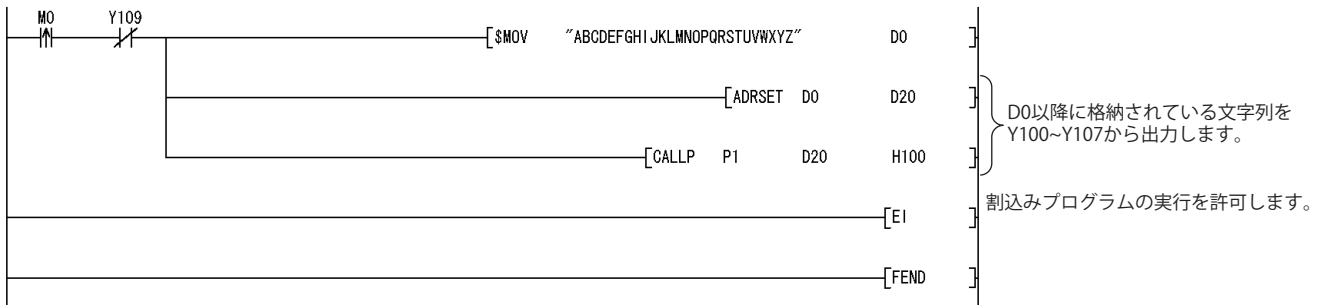 M0 Y109
[$MOV "ABCDEFGHIJKLMNOPQRSTUVWXYZ" D0 ]
[ADRSET D0 D20 ]
D0以降に格納されている文字列を
Y100~Y107から出力します。
[CALLP P1 D20 H100 ]
[EI ]
割込みプログラムの実行を許可します。
[FEND ]